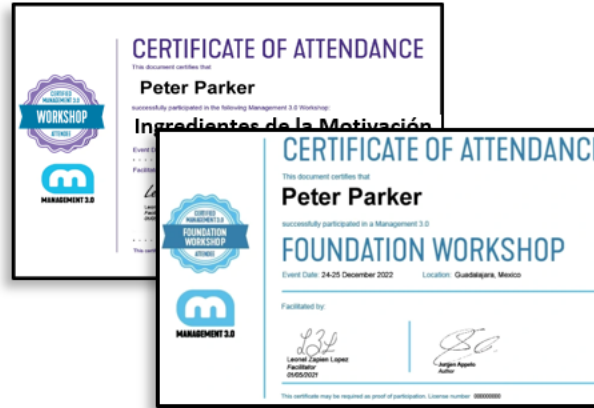 CERTIFICATE OF ATTENDANCE
This document certifies that
Peter Parker
successfully participated in the following Management 3.0 Workshop:
Ingredientes de la Motivación
CERTIFIED
MANAGEMENT 3.0
WORKSHOP
ATTENDEE
MANAGEMENT 3.0
CERTIFICATE OF ATTENDANCE
This document certifies that
Peter Parker
successfully participated in a Management 3.0
FOUNDATION WORKSHOP
Event Date: 24-25 December 2022 Location: Guadalajara, Mexico
Facilitated by:
Leonel Zapien Lopez
Facilitator
01/05/2021
Jurgen Appelo
Author
This certificate may be required as proof of participation. License number 00000000
CERTIFIED
MANAGEMENT 3.0
FOUNDATION
WORKSHOP
ATTENDEE
MANAGEMENT 3.0